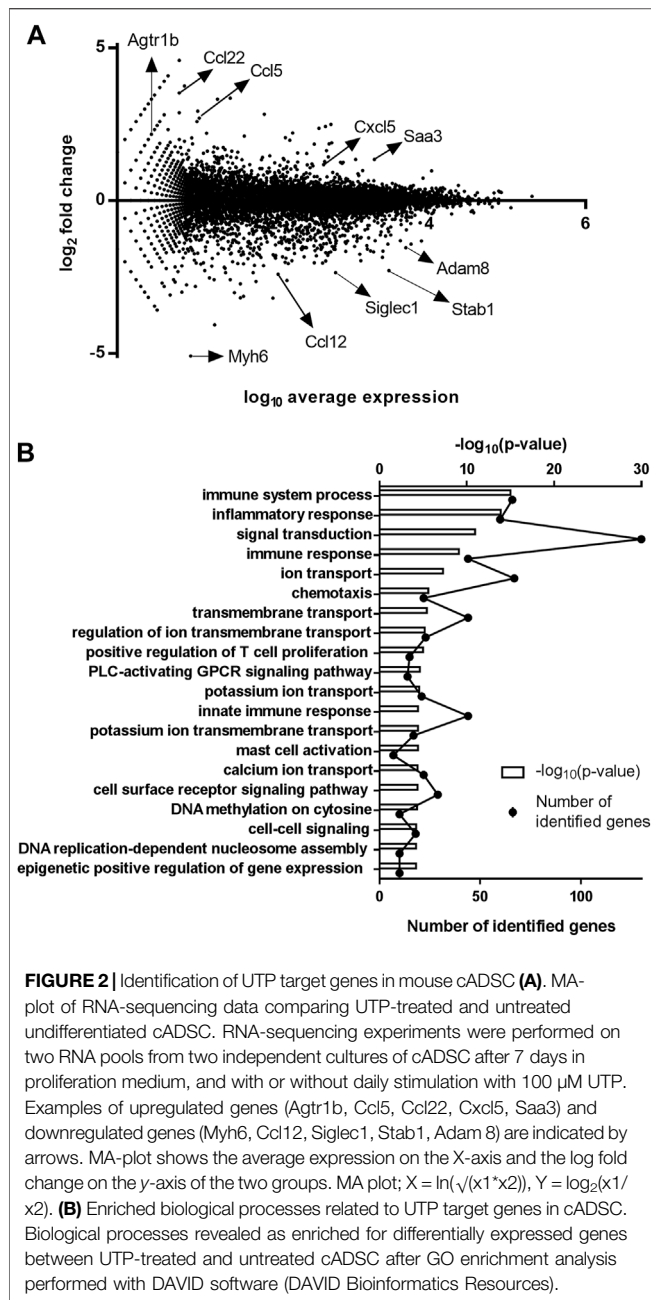 A
5
Agtr1b
Ccl22
Ccl5
Cxcl5
Saa3
log2 fold change
0
4
6
Adam8
Siglec1
Stab1
Ccl12
-5
Myh6
log10 average expression
B
-log10(p-value)
0 10 20 30
immune system process
inflammatory response
signal transduction
immune response
ion transport
chemotaxis
transmembrane transport
regulation of ion transmembrane transport
positive regulation of T cell proliferation
PLC-activating GPCR signaling pathway
potassium ion transport
innate immune response
potassium ion transmembrane transport
mast cell activation
calcium ion transport
cell surface receptor signaling pathway
DNA methylation on cytosine
cell-cell signaling
DNA replication-dependent nucleosome assembly
epigenetic positive regulation of gene expression
-log10(p-value)
Number of
identified genes
0 50 100
Number of identified genes
FIGURE 2 | Identification of UTP target genes in mouse cADSC (A). MA-
plot of RNA-sequencing data comparing UTP-treated and untreated
undifferentiated cADSC. RNA-sequencing experiments were performed on
two RNA pools from two independent cultures of cADSC after 7 days in
proliferation medium, and with or without daily stimulation with 100 µM UTP.
Examples of upregulated genes (Agtr1b, Ccl5, Ccl22, Cxcl5, Saa3) and
downregulated genes (Myh6, Ccl12, Siglec1, Stab1, Adam 8) are indicated by
arrows. MA-plot shows the average expression on the X-axis and the log fold
change on the y-axis of the two groups. MA plot; X = ln(√(x1*x2)), Y = log2(x1/
x2). (B) Enriched biological processes related to UTP target genes in cADSC.
Biological processes revealed as enriched for differentially expressed genes
between UTP-treated and untreated cADSC after GO enrichment analysis
performed with DAVID software (DAVID Bioinformatics Resources).